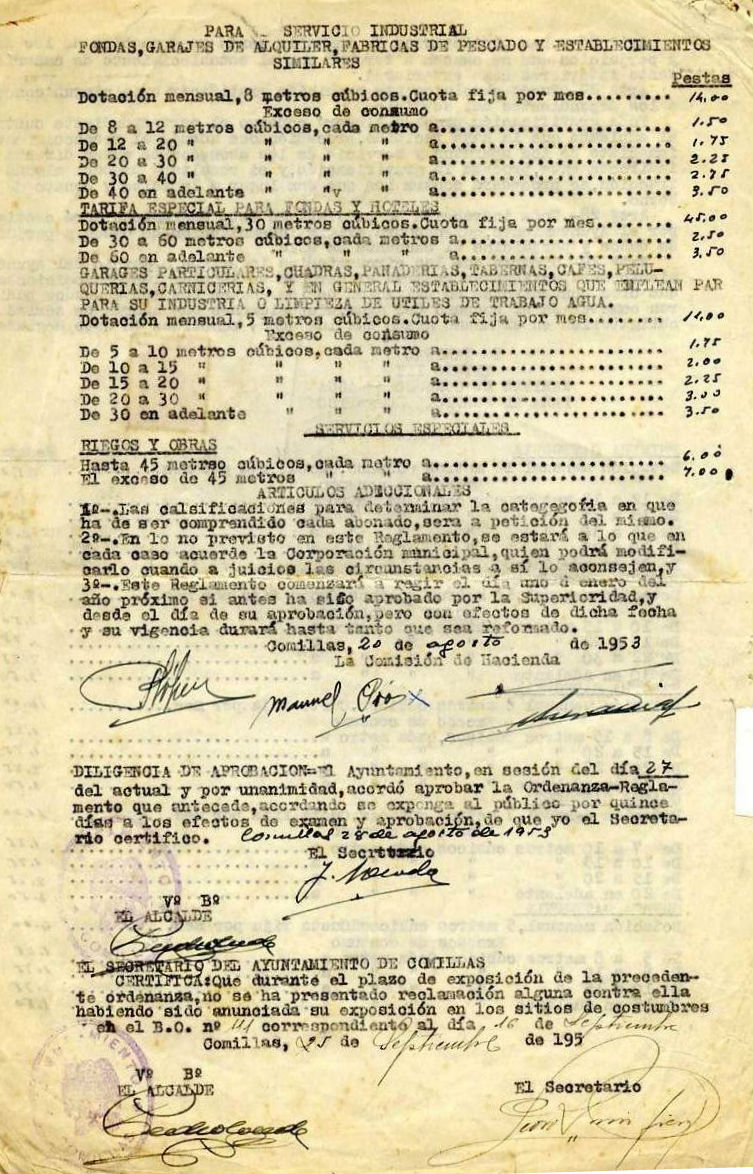 PARA SERVICIO INDUSTRIAL
FONDAS, GARAJES DE ALQUILER, FABRICAS DE PESCADO Y ESTABLECIMIENTOS
SIMILARES
Pestas
Dotación mensual, 8 metros cúbicos. Cuota fija por mes......... 14,00
Exceso de consumo
De 8 a 12 metros cúbicos, cada metro a......................... 1.50
De 12 a 20 " " " a......................... 1.75
De 20 a 30 " " " a......................... 2.25
De 30 a 40 " " " a......................... 2.75
De 40 en adelante " "v " a......................... 3.50
TARIFA ESPECIAL PARA FONDAS Y HOTELES
Dotación mensual, 30 metros cúbicos. Cuota fija por mes........ 45,00
De 30 a 60 metros cúbicos, cada metros a....................... 2.50
De 60 en adelante " " " a....................... 3.50
GARAGES PARTICULARES, CUADRAS, PANADERIAS, TABERNAS, CAFES, PELU-
QUERIAS, CARNICERIAS, Y EN GENERAL ESTABLECIMIENTOS QUE EMPLEAN PAR
PARA SU INDUSTRIA O LIMPIEZA DE UTILES DE TRABAJO AGUA.
Dotación mensual, 5 metros cúbicos. Cuota fija por mes......... 11,00
Exceso de consumo
De 5 a 10 metros cúbicos, cada metro a......................... 1.75
De 10 a 15 " " " a......................... 2.00
De 15 a 20 " " " a......................... 2.25
De 20 a 30 " " " a......................... 3.00
De 30 en adelante " " " a......................... 3.50
SERVICIOS ESPECIALES
RIEGOS Y OBRAS
Hasta 45 metrso cúbicos, cada metro a.......................... 6.00
El exceso de 45 metros " " a.......................... 7.00
ARTICULOS ADECCIONALES
1º-.Las calsificaciones para determinar la categegoría en que
ha de ser comprendido cada abonado, sera a petición del mismo.
2º-.En lo no previsto en este Reglamento, se estará a lo que en
cada caso acuerde la Corporación municipal, quien podrá modifi-
carlo cuando a juicios las circunstancias a sí lo aconsejen, y
3º-.Este Reglamento comenzará a regir el día uno d enero del
año próximo si antes ha sido aprobado por la Supericridad, y
desde el día de su aprobación, pero con efectos de dicha fecha
y su vigencia durará hasta tanto que sea reformado.
Comillas, 20 de agosto de 1953
La Comisión de Hacienda
Manuel
DILIGENCIA DE APROBACION=El Ayuntamiento, en sesión del día 27
del actual y por unanimidad, acordó aprobar la Ordenanza-Regla-
mento que antecede, acordando se exponga al público por quince
días a los efectos de examen y aprobación, de que yo el Secreta-
rio certifico. Comillas 28 de agosto de 1953
El Secrttario
Vº Bº
EL ALCALDE
EL SECRETARIO DEL AYUNTAMIENTO DE COMILLAS
CERTIFICA: Que durante el plazo de exposición de la preceden-
te ordenanza, no se ha presentado reclamación alguna contra ella
habiendo sido anunciada su exposición en los sitios de costumbres
y en el B.O. nº 111 correspondiente al día 16 de Septiembre
Comillas, 25 de Septiembre de 195
Vº Bº
EL ALCALDE
El Secretario